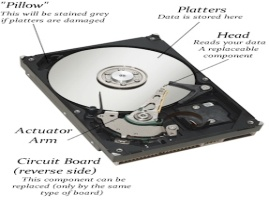 "Pillow"
This will be stained grey
if platters are damaged
Platters
Data is stored here
Head
Reads your data
A replaceable
component
Actuator
Arm
Circuit Board
(reverse side)
This component can be
replaced (only by the same
type of board)